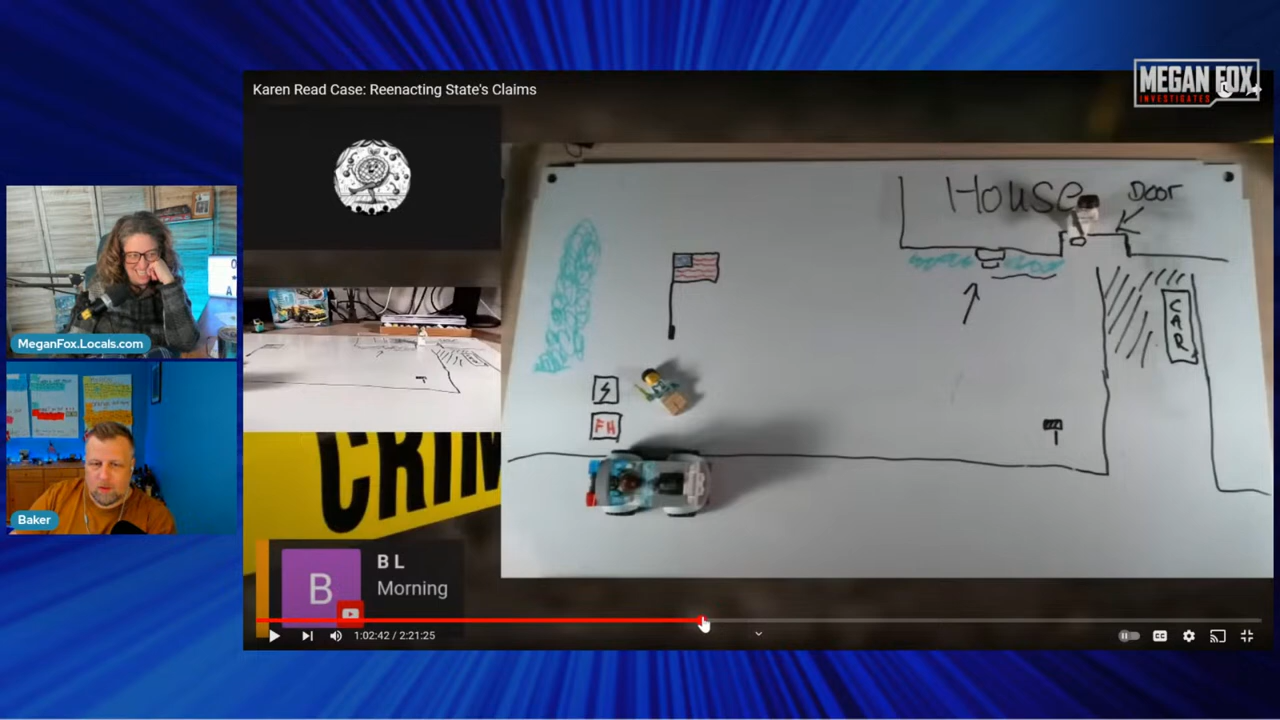 Karen Read Case: Reenacting State's Claims
MEGAN FOX
INVESTIGATES
House
Door
CAR
FH
CRIM
MeganFox.Locals.com
Baker
B
B L
Morning
1:02:42 / 2:21:25
CC